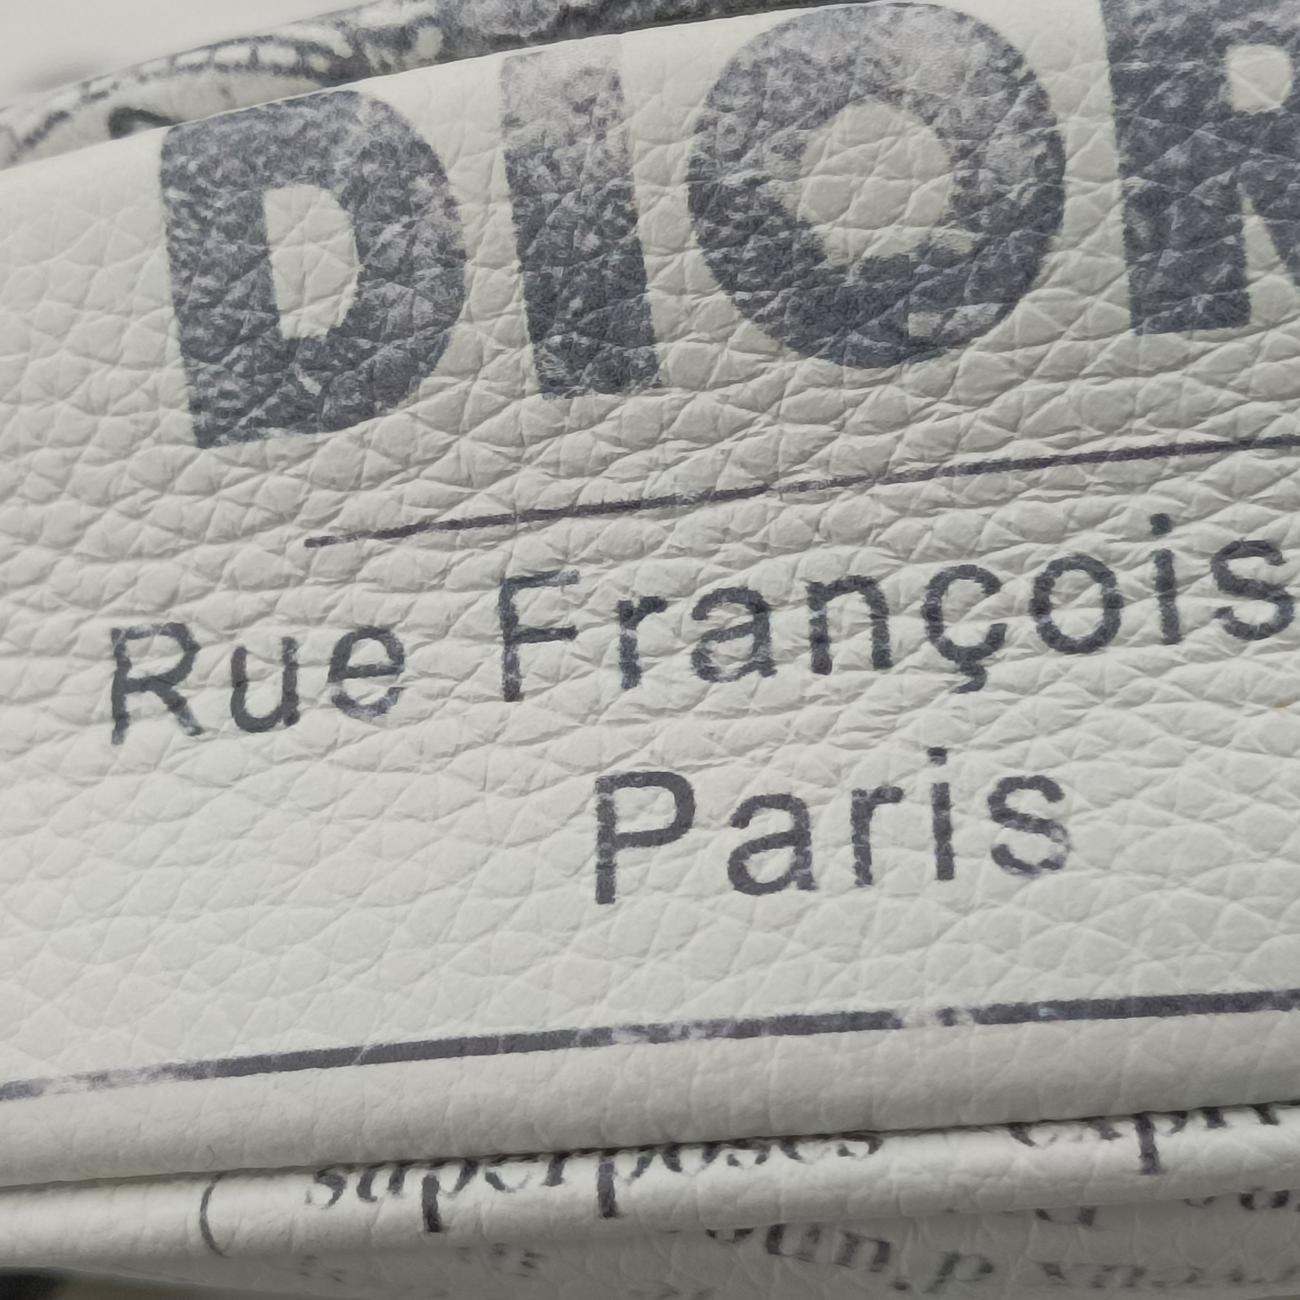 DIOR
Rue François
Paris
superposes